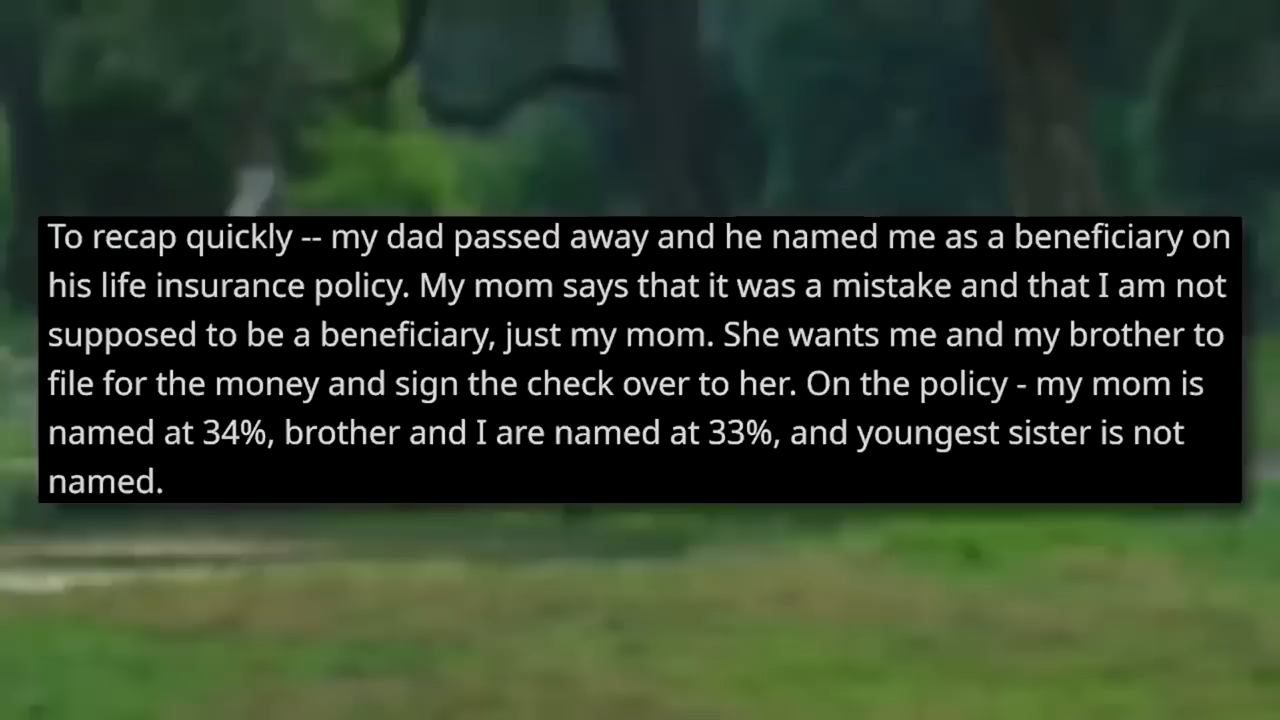 To recap quickly -- my dad passed away and he named me as a beneficiary on
his life insurance policy. My mom says that it was a mistake and that I am not
supposed to be a beneficiary, just my mom. She wants me and my brother to
file for the money and sign the check over to her. On the policy - my mom is
named at 34%, brother and I are named at 33%, and youngest sister is not
named.